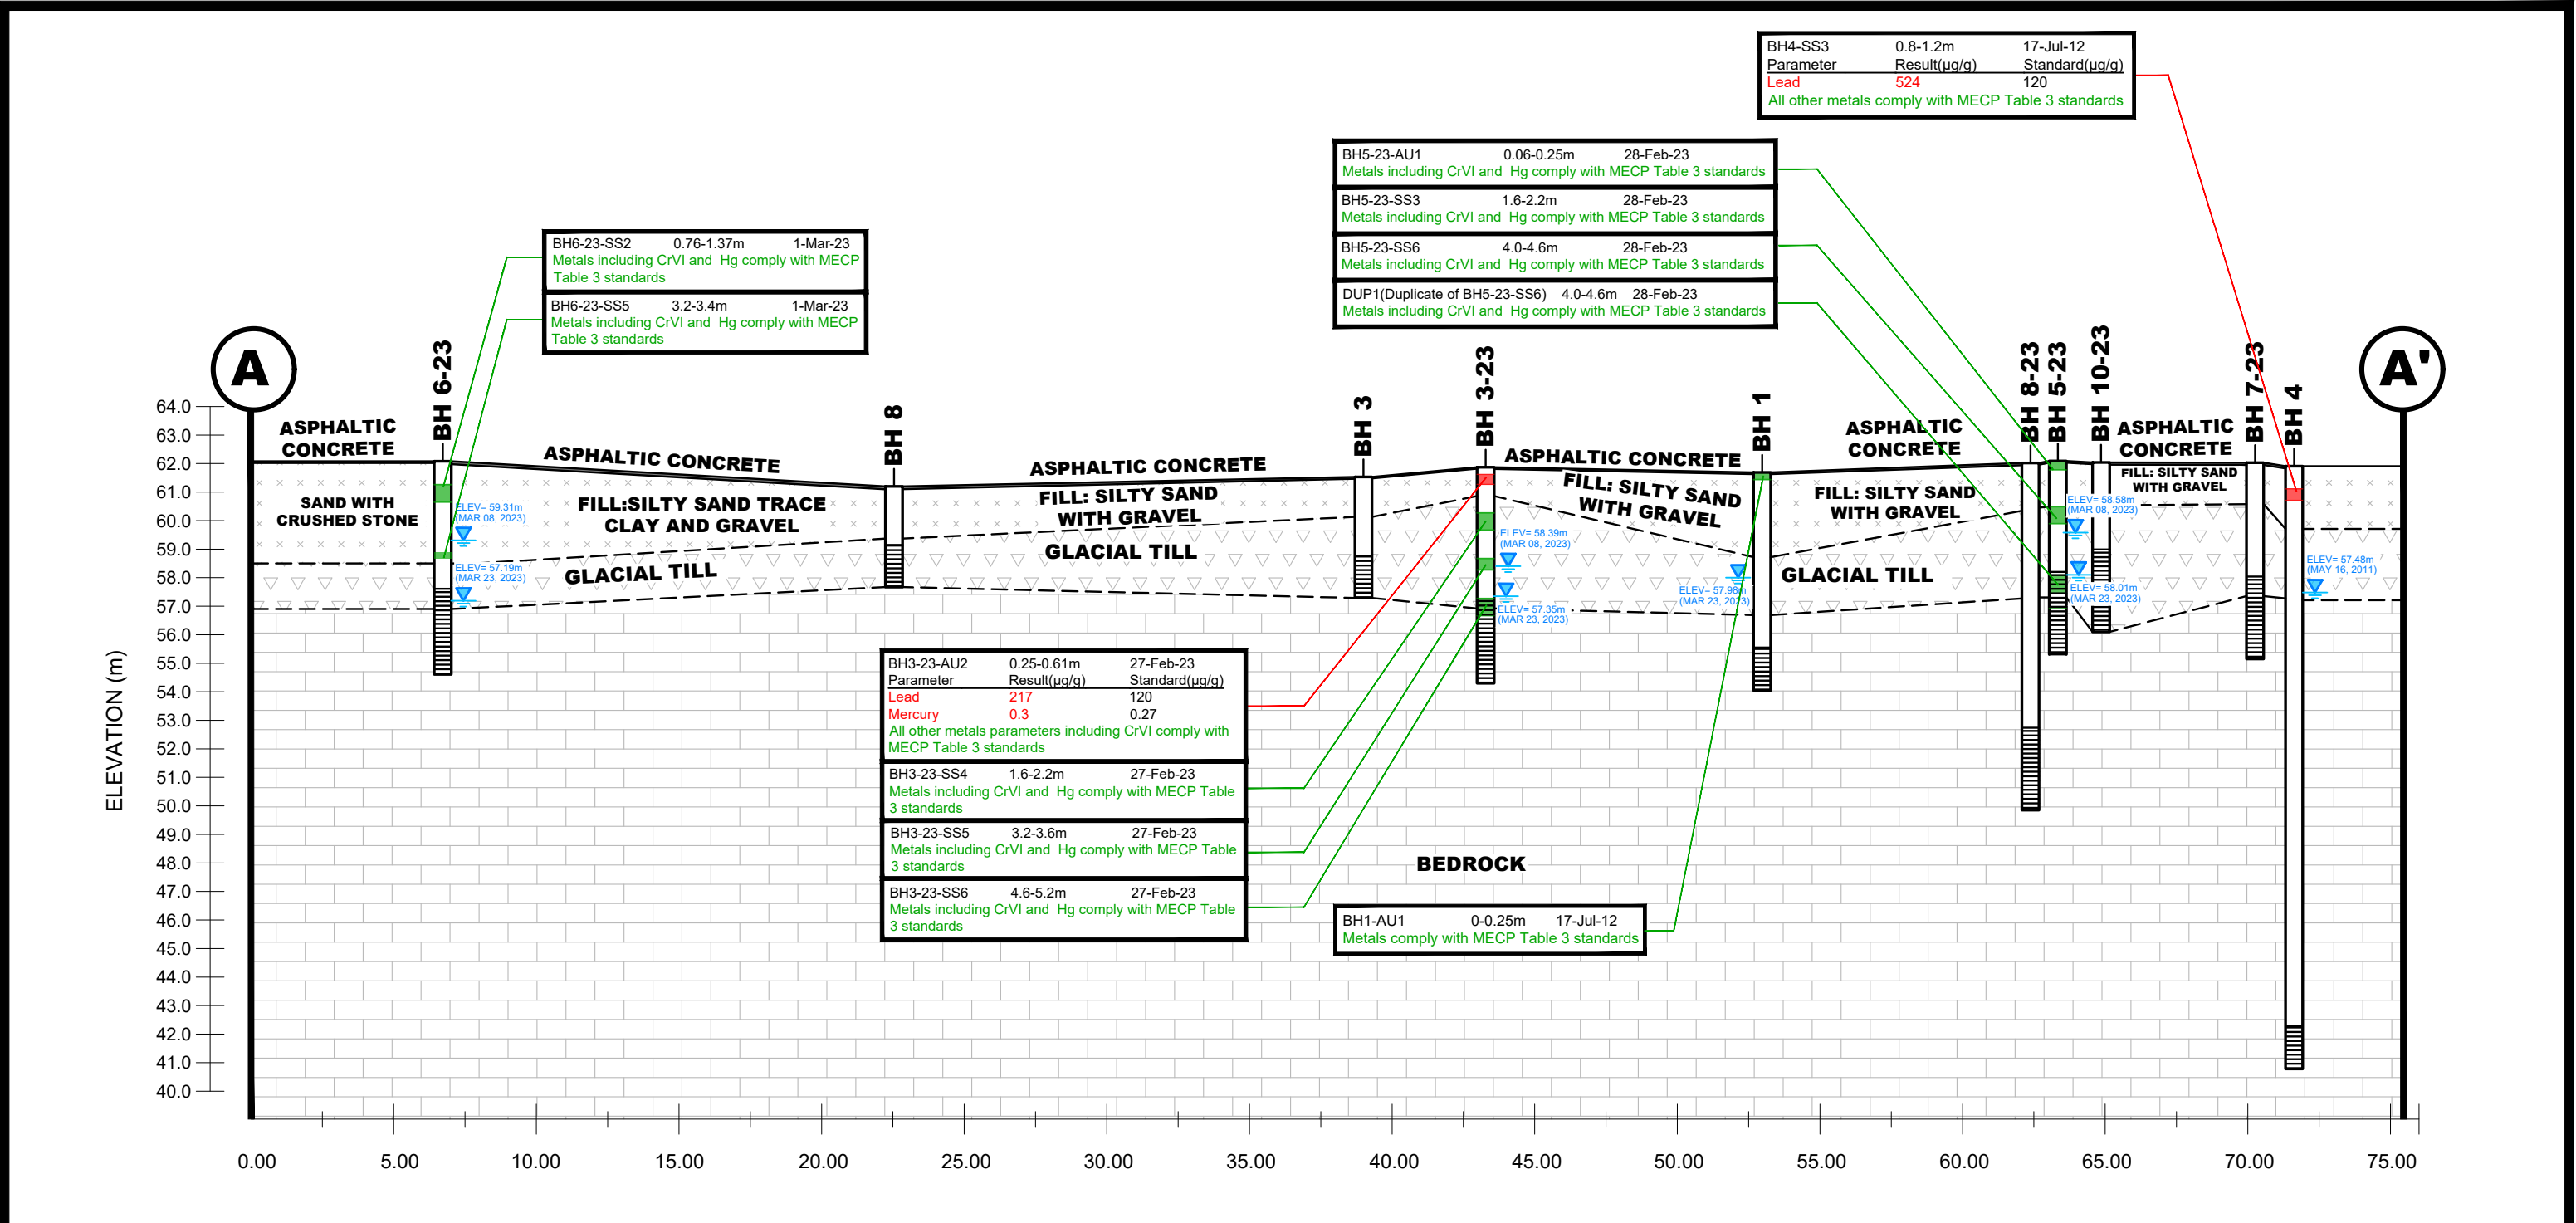 BH4-SS3 0.8-1.2m 17-Jul-12
Parameter Result(µg/g) Standard(µg/g)
Lead 524 120
All other metals comply with MECP Table 3 standards
BH5-23-AU1 0.06-0.25m 28-Feb-23
Metals including CrVI and Hg comply with MECP Table 3 standards
BH5-23-SS3 1.6-2.2m 28-Feb-23
Metals including CrVI and Hg comply with MECP Table 3 standards
BH5-23-SS6 4.0-4.6m 28-Feb-23
Metals including CrVI and Hg comply with MECP Table 3 standards
DUP1(Duplicate of BH5-23-SS6) 4.0-4.6m 28-Feb-23
Metals including CrVI and Hg comply with MECP Table 3 standards
BH6-23-SS2 0.76-1.37m 1-Mar-23
Metals including CrVI and Hg comply with MECP
Table 3 standards
BH6-23-SS5 3.2-3.4m 1-Mar-23
Metals including CrVI and Hg comply with MECP
Table 3 standards
A
A'
BH 6-23
BH 8
BH 3
BH 3-23
BH 1
BH 8-23
BH 5-23
BH 10-23
BH 7-23
BH 4
ASPHALTIC
CONCRETE
ASPHALTIC CONCRETE
ASPHALTIC CONCRETE
ASPHALTIC CONCRETE
ASPHALTIC
CONCRETE
ASPHALTIC
CONCRETE
SAND WITH
CRUSHED STONE
FILL:SILTY SAND TRACE
CLAY AND GRAVEL
FILL: SILTY SAND
WITH GRAVEL
FILL: SILTY SAND
WITH GRAVEL
FILL: SILTY SAND
WITH GRAVEL
FILL: SILTY SAND
WITH GRAVEL
ELEV= 59.31m
(MAR 08, 2023)
ELEV= 57.19m
(MAR 23, 2023)
ELEV= 58.39m
(MAR 08, 2023)
ELEV= 57.35m
(MAR 23, 2023)
ELEV= 57.98m
(MAR 23, 2023)
ELEV= 58.58m
(MAR 08, 2023)
ELEV= 58.01m
(MAR 23, 2023)
ELEV= 57.48m
(MAY 16, 2011)
GLACIAL TILL
GLACIAL TILL
GLACIAL TILL
BH3-23-AU2 0.25-0.61m 27-Feb-23
Parameter Result(µg/g) Standard(µg/g)
Lead 217 120
Mercury 0.3 0.27
All other metals parameters including CrVI comply with
MECP Table 3 standards
BH3-23-SS4 1.6-2.2m 27-Feb-23
Metals including CrVI and Hg comply with MECP Table
3 standards
BH3-23-SS5 3.2-3.6m 27-Feb-23
Metals including CrVI and Hg comply with MECP Table
3 standards
BH3-23-SS6 4.6-5.2m 27-Feb-23
Metals including CrVI and Hg comply with MECP Table
3 standards
BEDROCK
BH1-AU1 0-0.25m 17-Jul-12
Metals comply with MECP Table 3 standards
ELEVATION (m)
64.0
63.0
62.0
61.0
60.0
59.0
58.0
57.0
56.0
55.0
54.0
53.0
52.0
51.0
50.0
49.0
48.0
47.0
46.0
45.0
44.0
43.0
42.0
41.0
40.0
0.00 5.00 10.00 15.00 20.00 25.00 30.00 35.00 40.00 45.00 50.00 55.00 60.00 65.00 70.00 75.00